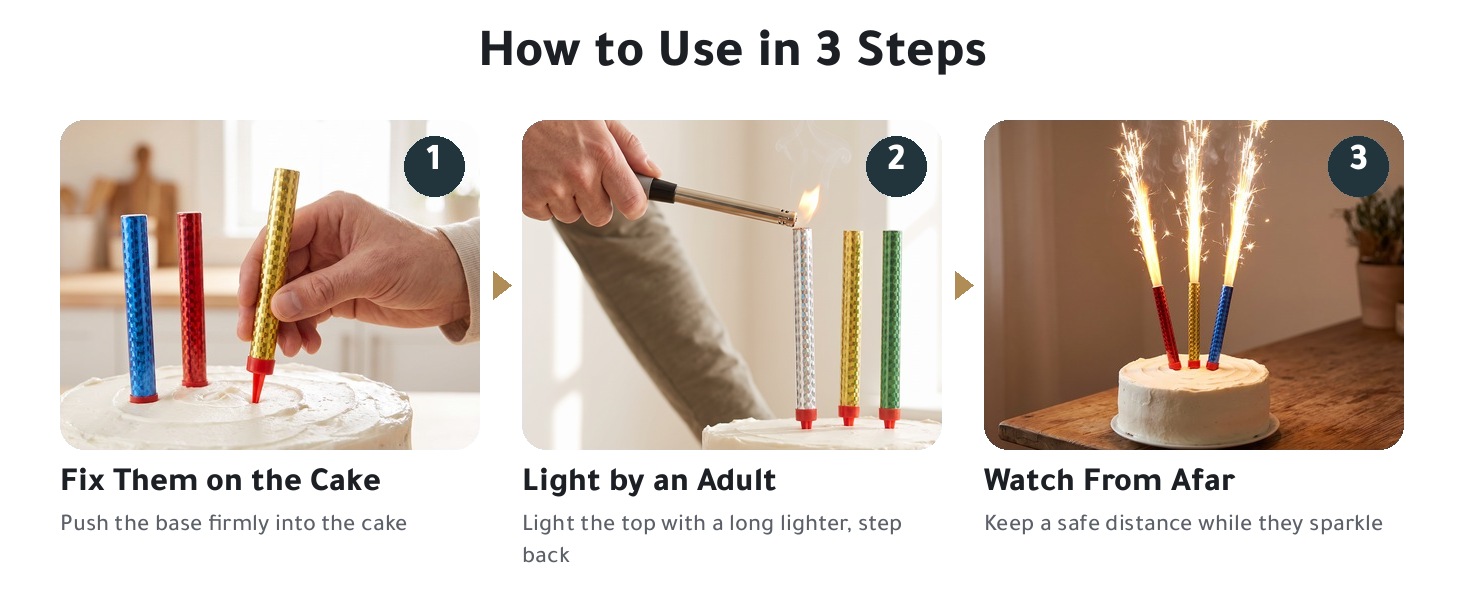 How to Use in 3 Steps
1
2
3
Fix Them on the Cake
Push the base firmly into the cake
Light by an Adult
Light the top with a long lighter, step
back
Watch From Afar
Keep a safe distance while they sparkle